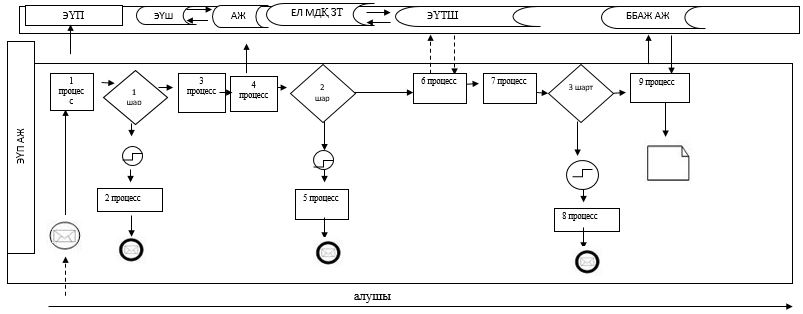 ЭҮП
ЭҮШ
АЖ
ЕЛ МДҚ ЗТ
ЭҮТШ
ББАЖ АЖ
ЭҮП АЖ
1
процес
с
1
шао
3
процесс
4
процесс
2
шар
6 процесс
7 процесс
3 шарт
9 процесс
2 процесс
5 процесс
8 процесс
алушы